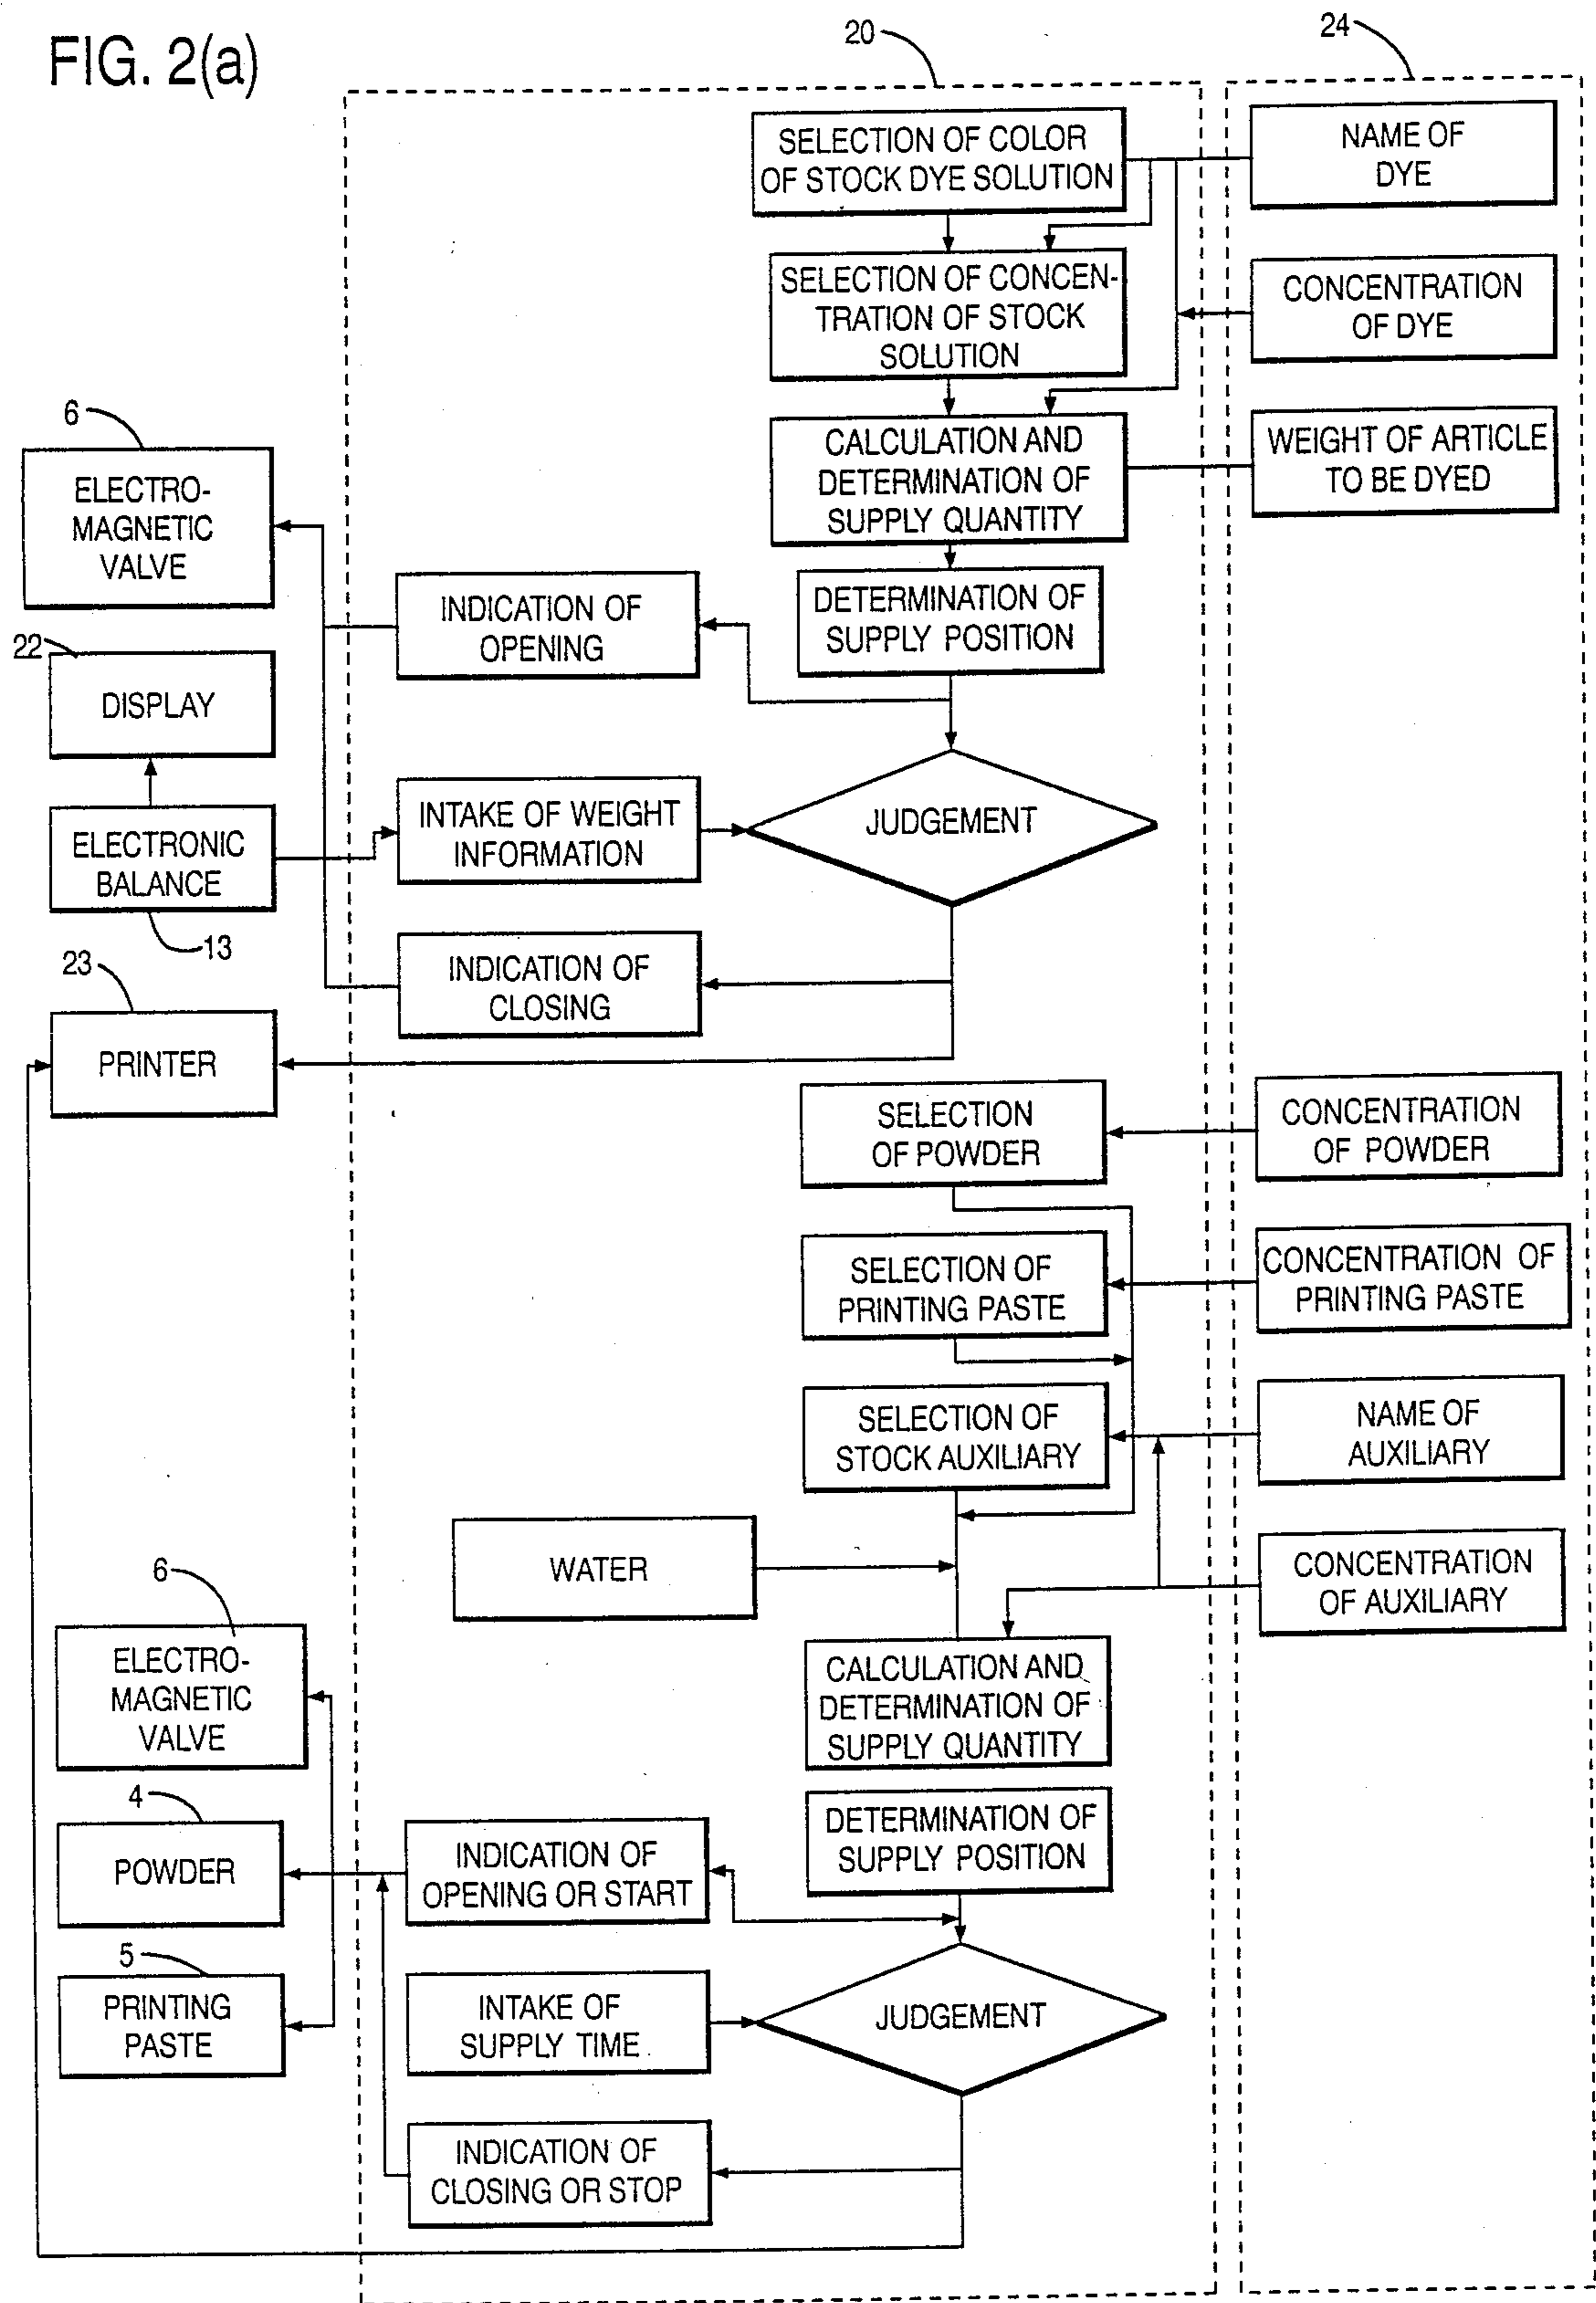 FIG. 2(a)
20
24
SELECTION OF COLOR
OF STOCK DYE SOLUTION
NAME OF
DYE
SELECTION OF CONCEN-
TRATION OF STOCK
SOLUTION
CONCENTRATION
OF DYE
6
ELECTRO-
MAGNETIC
VALVE
CALCULATION AND
DETERMINATION OF
SUPPLY QUANTITY
WEIGHT OF ARTICLE
TO BE DYED
INDICATION OF
OPENING
DETERMINATION OF
SUPPLY POSITION
22
DISPLAY
ELECTRONIC
BALANCE
13
INTAKE OF WEIGHT
INFORMATION
JUDGEMENT
INDICATION OF
CLOSING
23
PRINTER
SELECTION
OF POWDER
CONCENTRATION
OF POWDER
SELECTION OF
PRINTING PASTE
CONCENTRATION OF
PRINTING PASTE
SELECTION OF
STOCK AUXILIARY
NAME OF
AUXILIARY
WATER
CONCENTRATION
OF AUXILIARY
6
ELECTRO-
MAGNETIC
VALVE
CALCULATION AND
DETERMINATION OF
SUPPLY QUANTITY
4
POWDER
INDICATION OF
OPENING OR START
DETERMINATION OF
SUPPLY POSITION
5
PRINTING
PASTE
INTAKE OF
SUPPLY TIME
JUDGEMENT
INDICATION OF
CLOSING OR STOP